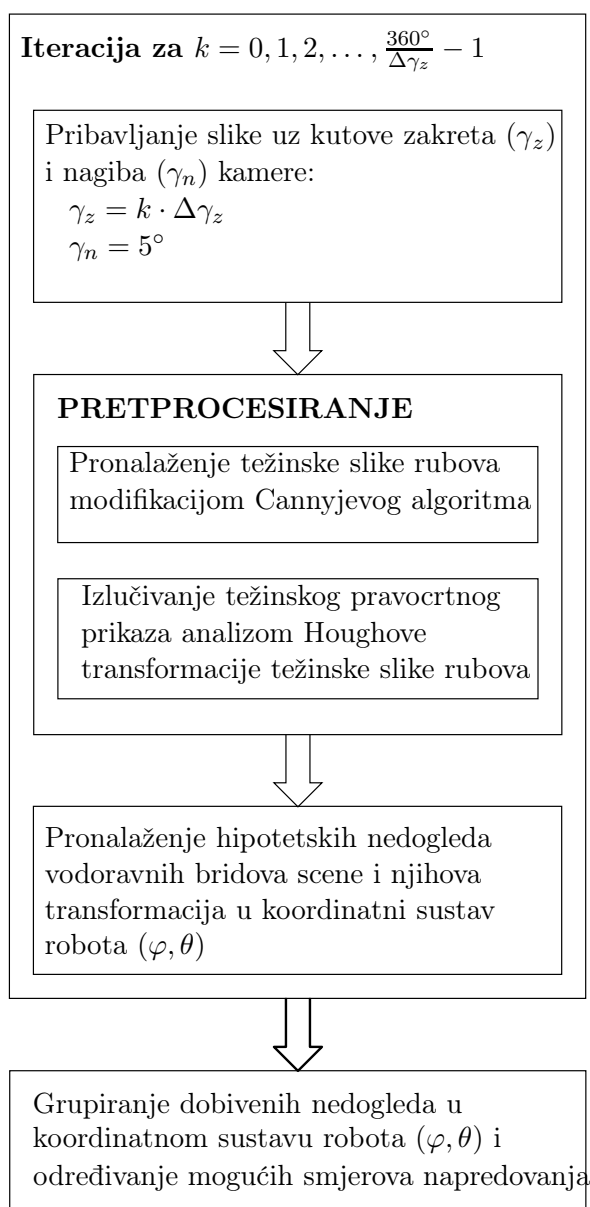 Iteracija za k = 0, 1, 2, . . . , 360°/Δγ_z − 1
Pribavljanje slike uz kutove zakreta (γ_z)
i nagiba (γ_n) kamere:
γ_z = k · Δγ_z
γ_n = 5°
PRETPROCESIRANJE
Pronalaženje težinske slike rubova
modifikacijom Cannyjevog algoritma
Izlučivanje težinskog pravocrtnog
prikaza analizom Houghove
transformacije težinske slike rubova
Pronalaženje hipotetskih nedogleda
vodoravnih bridova scene i njihova
transformacija u koordinatni sustav
robota (φ, θ)
Grupiranje dobivenih nedogleda u
koordinatnom sustavu robota (φ, θ) i
određivanje mogućih smjerova napredovanja